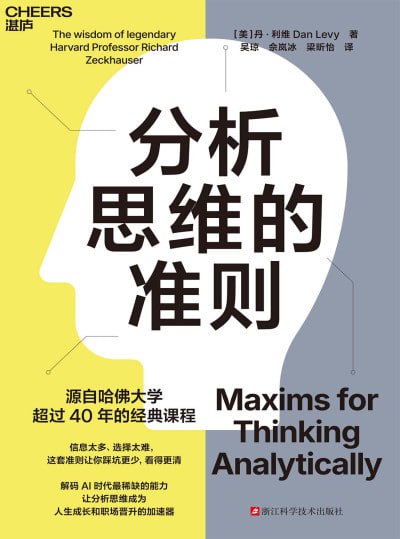 CHEERS
湛庐
The wisdom of legendary
Harvard Professor Richard
Zeckhauser
[美]丹·利维 Dan Levy 著
吴琼 余岚冰 梁昕怡 译
分析
思维的
准则
源自哈佛大学
超过 40 年的经典课程
信息太多、选择太难，
这套准则让你踩坑更少，看得更清
解码 AI 时代最稀缺的能力
让分析思维成为
人生成长和职场晋升的加速器
Maxims for
Thinking
Analytically
浙江科学技术出版社